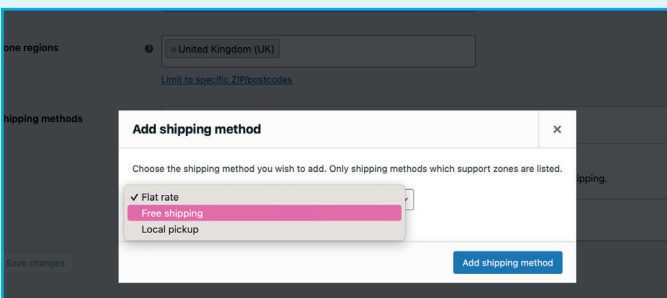 one regions
× United Kingdom (UK)
Limit to specific ZIP/postcodes
hipping methods
Add shipping method
×
Choose the shipping method you wish to add. Only shipping methods which support zones are listed.
ipping.
✓ Flat rate
Free shipping
Local pickup
Save changes
Add shipping method